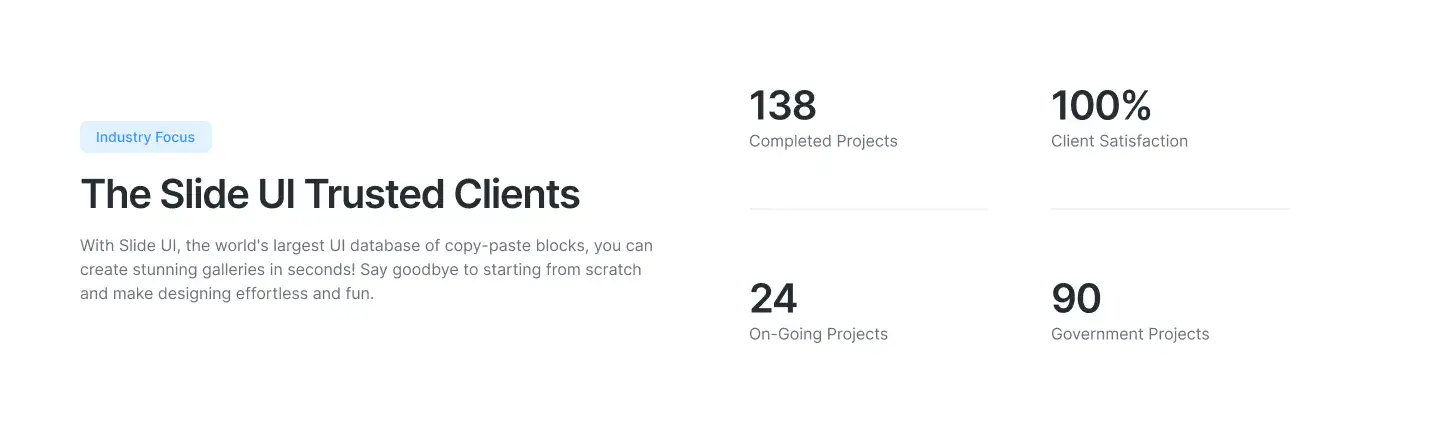 Industry Focus
The Slide UI Trusted Clients
With Slide UI, the world's largest UI database of copy-paste blocks, you can
create stunning galleries in seconds! Say goodbye to starting from scratch
and make designing effortless and fun.
138
Completed Projects
100%
Client Satisfaction
24
On-Going Projects
90
Government Projects